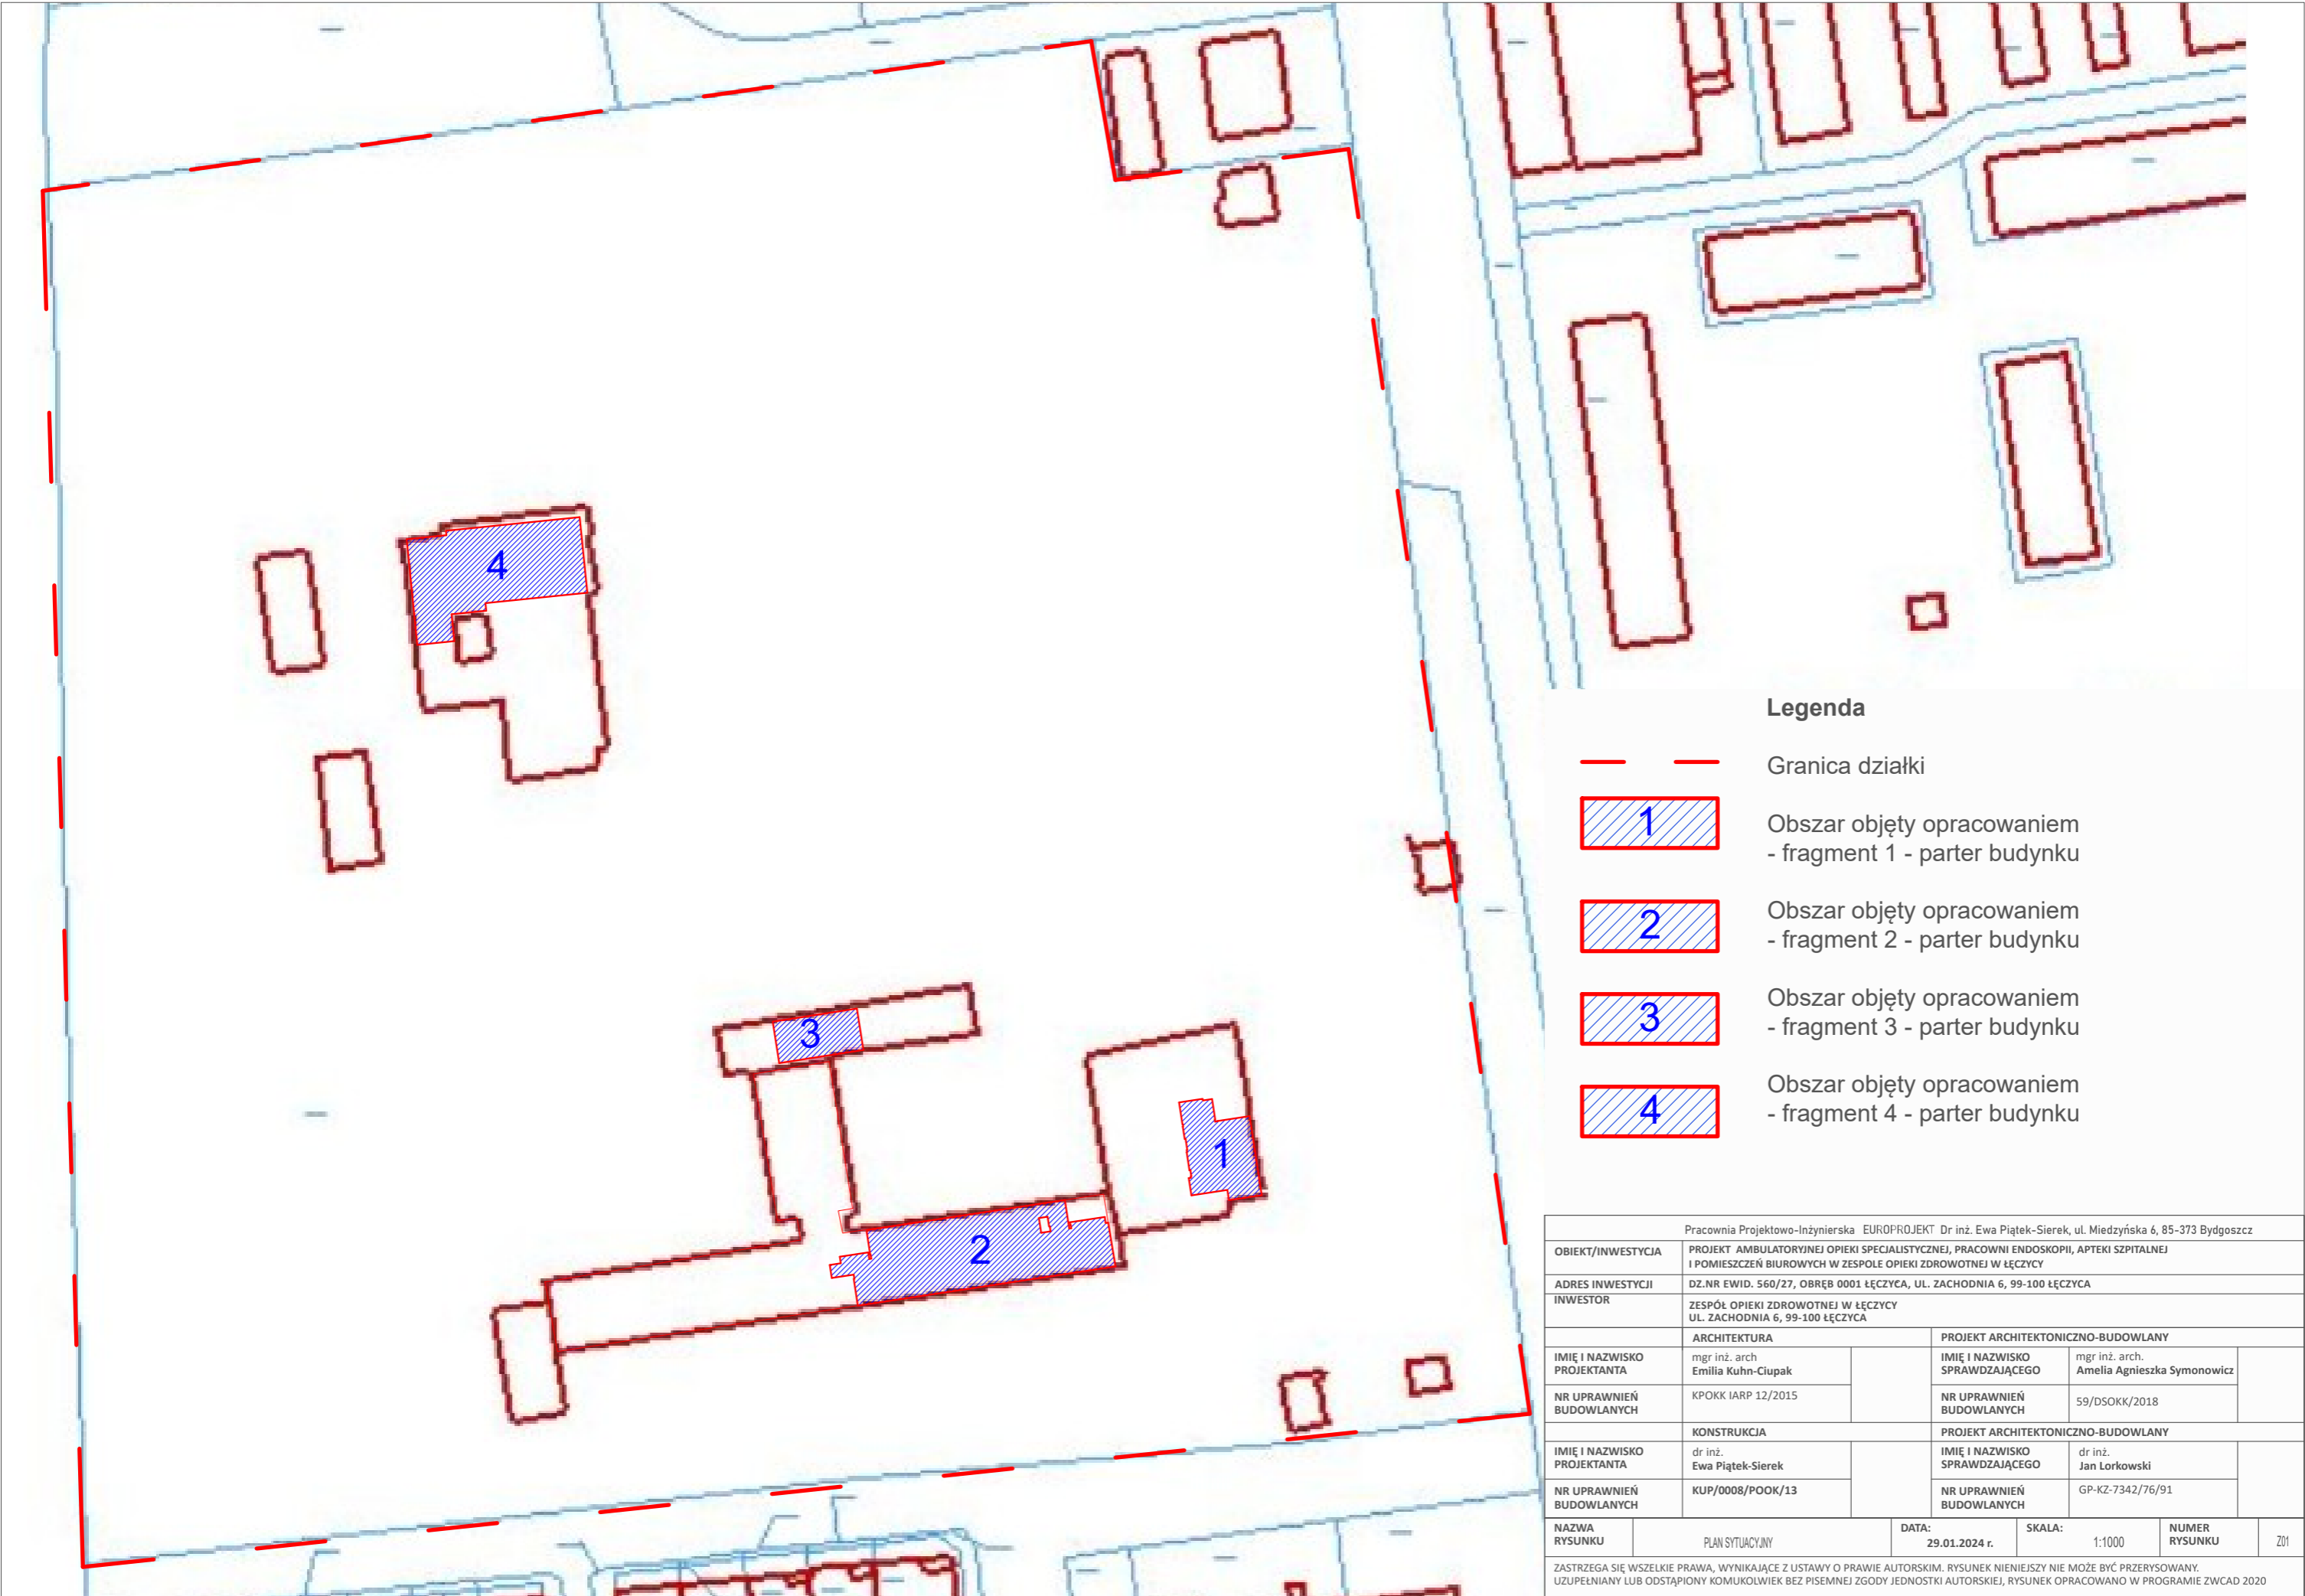 4
3
1
2
Legenda
Granica działki
1
Obszar objęty opracowaniem
- fragment 1 - parter budynku
2
Obszar objęty opracowaniem
- fragment 2 - parter budynku
3
Obszar objęty opracowaniem
- fragment 3 - parter budynku
4
Obszar objęty opracowaniem
- fragment 4 - parter budynku
Pracownia Projektowo-Inżynierska EUROPROJEKT Dr inż. Ewa Piątek-Sierek, ul. Miedzyńska 6, 85-373 Bydgoszcz
OBIEKT/INWESTYCJA
PROJEKT AMBULATORYJNEJ OPIEKI SPECJALISTYCZNEJ, PRACOWNI ENDOSKOPII, APTEKI SZPITALNEJ
I POMIESZCZEŃ BIUROWYCH W ZESPOLE OPIEKI ZDROWOTNEJ W ŁĘCZYCY
ADRES INWESTYCJI
DZ.NR EWID. 560/27, OBRĘB 0001 ŁĘCZYCA, UL. ZACHODNIA 6, 99-100 ŁĘCZYCA
INWESTOR
ZESPÓŁ OPIEKI ZDROWOTNEJ W ŁĘCZYCY
UL. ZACHODNIA 6, 99-100 ŁĘCZYCA
ARCHITEKTURA
PROJEKT ARCHITEKTONICZNO-BUDOWLANY
IMIĘ I NAZWISKO
PROJEKTANTA
mgr inż. arch
Emilia Kuhn-Ciupak
IMIĘ I NAZWISKO
SPRAWDZAJĄCEGO
mgr inż. arch.
Amelia Agnieszka Symonowicz
NR UPRAWNIEŃ
BUDOWLANYCH
KPOKK IARP 12/2015
NR UPRAWNIEŃ
BUDOWLANYCH
59/DSOKK/2018
KONSTRUKCJA
PROJEKT ARCHITEKTONICZNO-BUDOWLANY
IMIĘ I NAZWISKO
PROJEKTANTA
dr inż.
Ewa Piątek-Sierek
IMIĘ I NAZWISKO
SPRAWDZAJĄCEGO
dr inż.
Jan Lorkowski
NR UPRAWNIEŃ
BUDOWLANYCH
KUP/0008/POOK/13
NR UPRAWNIEŃ
BUDOWLANYCH
GP-KZ-7342/76/91
NAZWA
RYSUNKU
PLAN SYTUACYJNY
DATA:
29.01.2024 r.
SKALA:
1:1000
NUMER
RYSUNKU
Z01
ZASTRZEGA SIĘ WSZELKIE PRAWA, WYNIKAJĄCE Z USTAWY O PRAWIE AUTORSKIM. RYSUNEK NIENIEJSZY NIE MOŻE BYĆ PRZERYSOWANY.
UZUPEŁNIANY LUB ODSTĄPIONY KOMUKOLWIEK BEZ PISEMNEJ ZGODY JEDNOSTKI AUTORSKIEJ, RYSUNEK OPRACOWANO W PROGRAMIE ZWCAD 2020